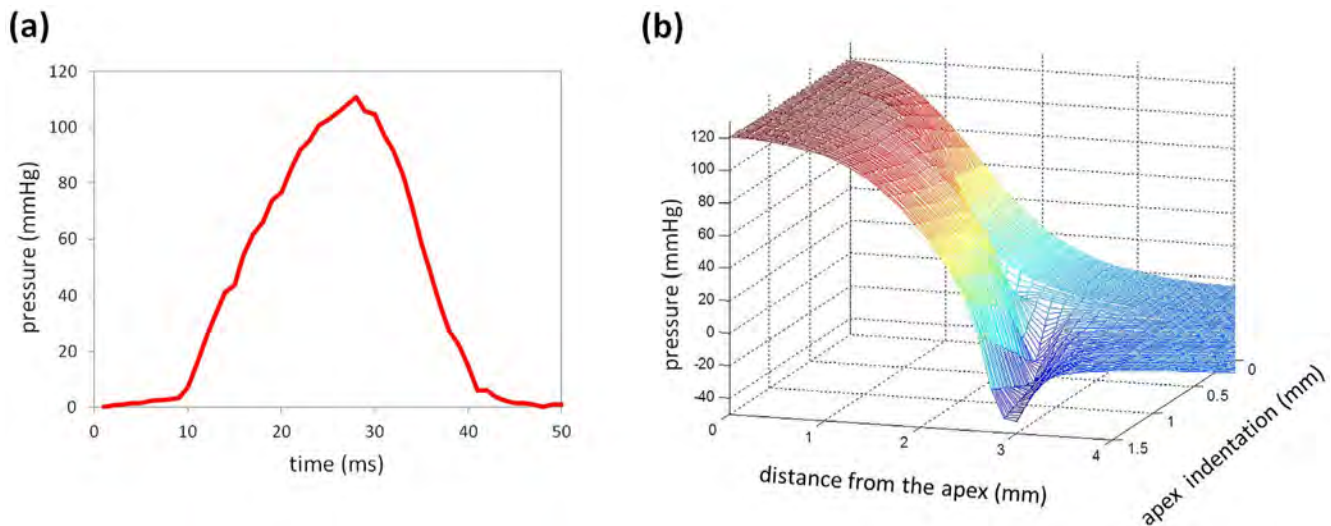 (a)
120
100
80
60
40
20
0
pressure (mmHg)
0 10 20 30 40 50
time (ms)
(b)
120
100
80
60
40
20
0
-20
-40
pressure (mmHg)
0 1 2 3 4
distance from the apex (mm)
0
0.5
1
1.5
apex indentation (mm)